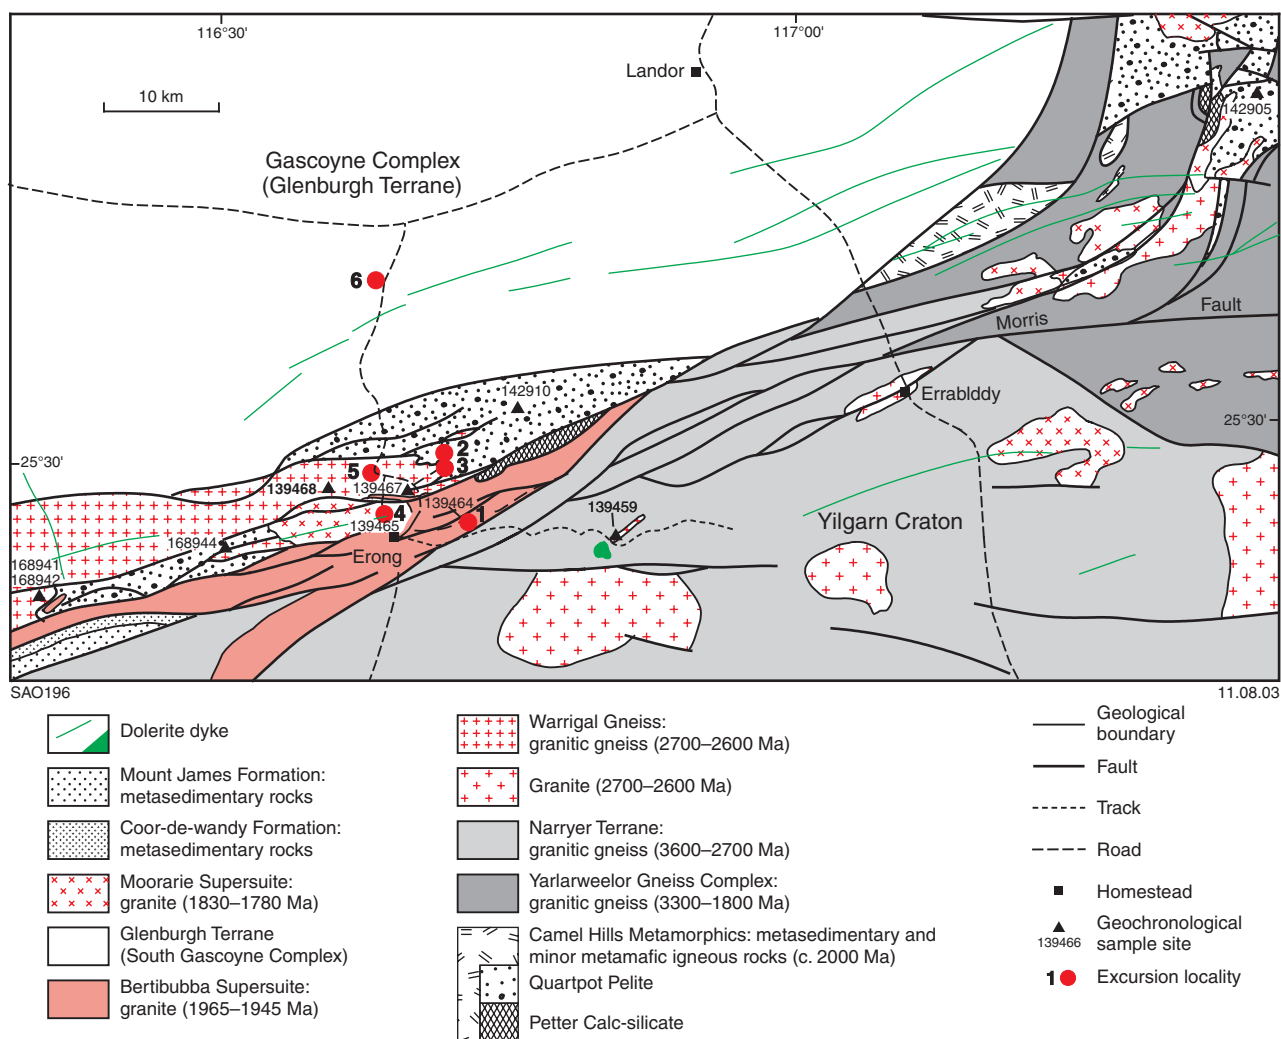 116°30'
117°00'
Landor
10 km
142905
Gascoyne Complex
(Glenburgh Terrane)
6
Fault
Morris
142910
Errablddy
25°30'
25°30'
2
3
5
139468
139467
139464
1
139459
4
139465
Yilgarn Craton
168944
Erong
168941
168942
SAO196
11.08.03
Dolerite dyke
Mount James Formation:
metasedimentary rocks
Coor-de-wandy Formation:
metasedimentary rocks
Moorarie Supersuite:
granite (1830–1780 Ma)
Glenburgh Terrane
(South Gascoyne Complex)
Bertibubba Supersuite:
granite (1965–1945 Ma)
Warrigal Gneiss:
granitic gneiss (2700–2600 Ma)
Granite (2700–2600 Ma)
Narryer Terrane:
granitic gneiss (3600–2700 Ma)
Yarlarweelor Gneiss Complex:
granitic gneiss (3300–1800 Ma)
Camel Hills Metamorphics: metasedimentary and
minor metamafic igneous rocks (c. 2000 Ma)
Quartpot Pelite
Petter Calc-silicate
Geological
boundary
Fault
Track
Road
Homestead
Geochronological
sample site
139466
1
Excursion locality